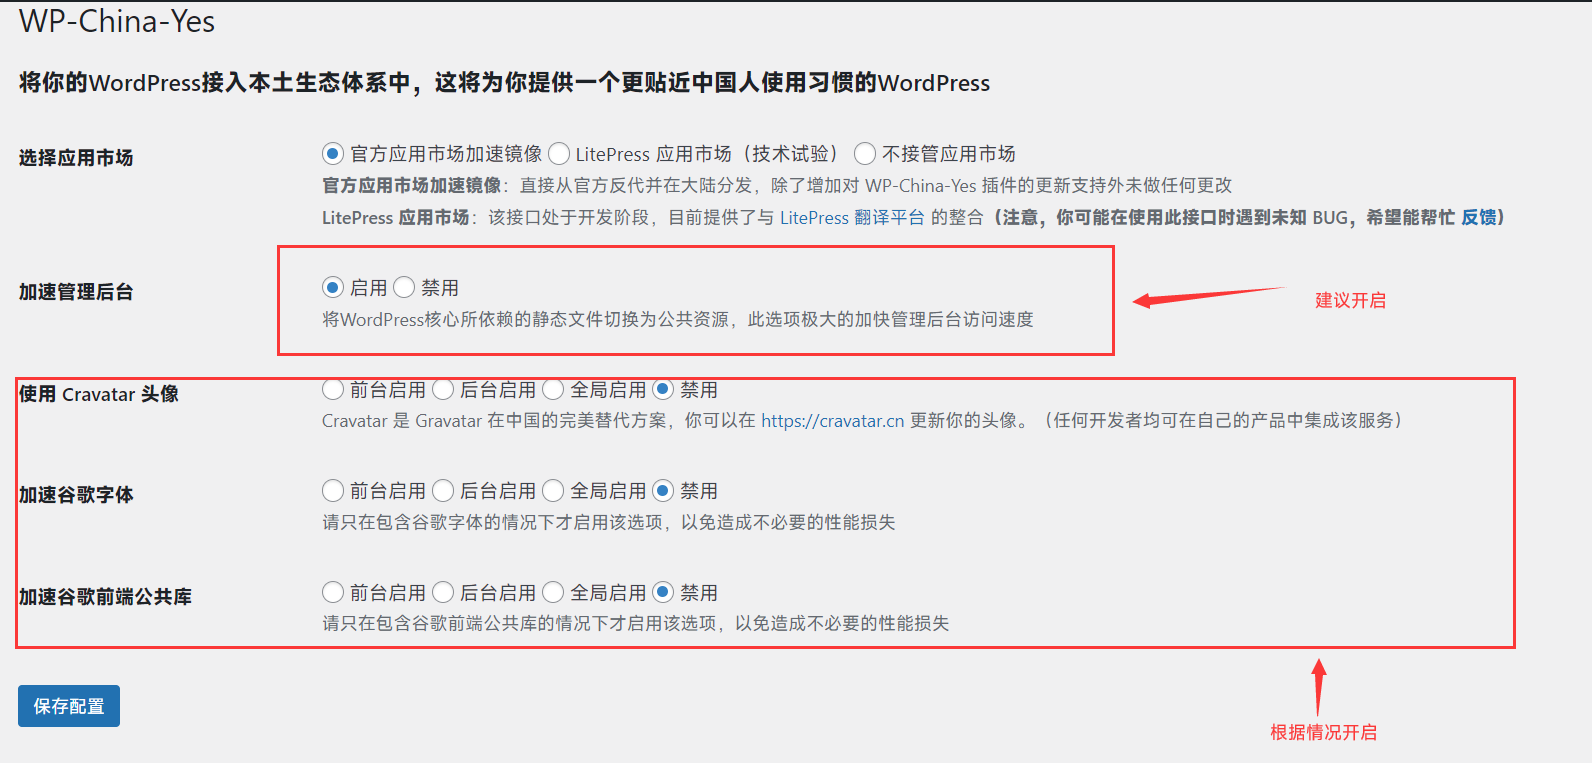 WP-China-Yes
将你的WordPress接入本土生态体系中，这将为你提供一个更贴近中国人使用习惯的WordPress
选择应用市场
官方应用市场加速镜像 LitePress 应用市场（技术试验） 不接管应用市场
官方应用市场加速镜像：直接从官方反代并在大陆分发，除了增加对 WP-China-Yes 插件的更新支持外未做任何更改
LitePress 应用市场：该接口处于开发阶段，目前提供了与 LitePress 翻译平台 的整合（注意，你可能在使用此接口时遇到未知 BUG，希望能帮忙 反馈）
加速管理后台
启用 禁用
将WordPress核心所依赖的静态文件切换为公共资源，此选项极大的加快管理后台访问速度
建议开启
使用 Cravatar 头像
前台启用 后台启用 全局启用 禁用
Cravatar 是 Gravatar 在中国的完美替代方案，你可以在 https://cravatar.cn 更新你的头像。（任何开发者均可在自己的产品中集成该服务）
加速谷歌字体
前台启用 后台启用 全局启用 禁用
请只在包含谷歌字体的情况下才启用该选项，以免造成不必要的性能损失
加速谷歌前端公共库
前台启用 后台启用 全局启用 禁用
请只在包含谷歌前端公共库的情况下才启用该选项，以免造成不必要的性能损失
保存配置
根据情况开启